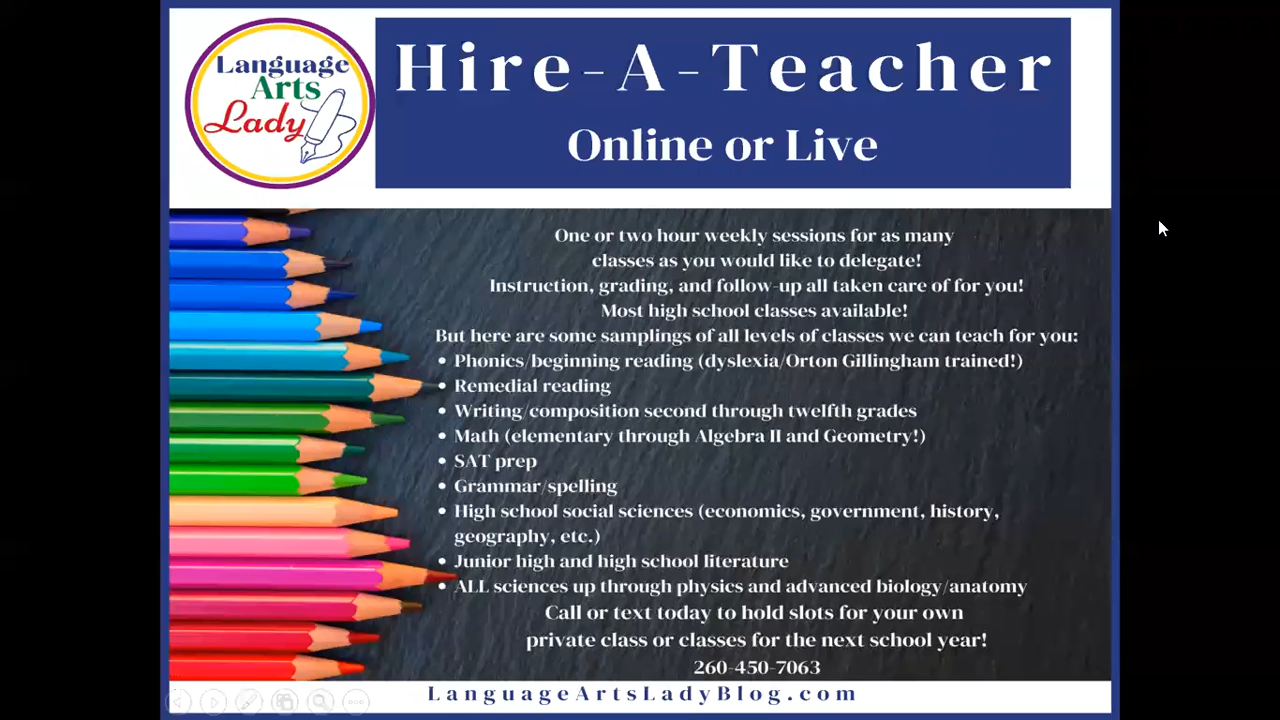 Language
Arts
Lady
Hire-A-Teacher
Online or Live
One or two hour weekly sessions for as many
classes as you would like to delegate!
Instruction, grading, and follow-up all taken care of for you!
Most high school classes available!
But here are some samplings of all levels of classes we can teach for you:
• Phonics/beginning reading (dyslexia/Orton Gillingham trained!)
• Remedial reading
• Writing/composition second through twelfth grades
• Math (elementary through Algebra II and Geometry!)
• SAT prep
• Grammar/spelling
• High school social sciences (economics, government, history,
geography, etc.)
• Junior high and high school literature
• ALL sciences up through physics and advanced biology/anatomy
Call or text today to hold slots for your own
private class or classes for the next school year!
260-450-7063
LanguageArtsLadyBlog.com